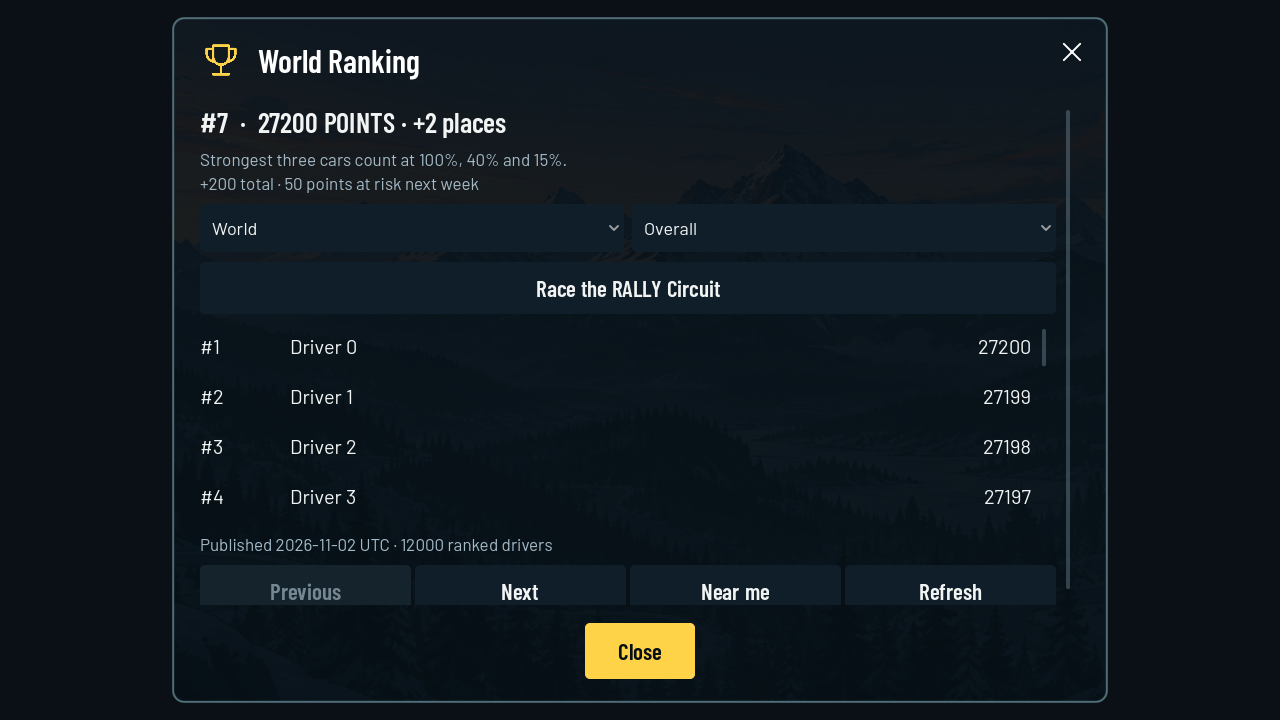 World Ranking
#7 · 27200 POINTS · +2 places
Strongest three cars count at 100%, 40% and 15%.
+200 total · 50 points at risk next week
World Overall
Race the RALLY Circuit
#1 Driver 0 27200
#2 Driver 1 27199
#3 Driver 2 27198
#4 Driver 3 27197
Published 2026-11-02 UTC · 12000 ranked drivers
Previous Next Near me Refresh
Close